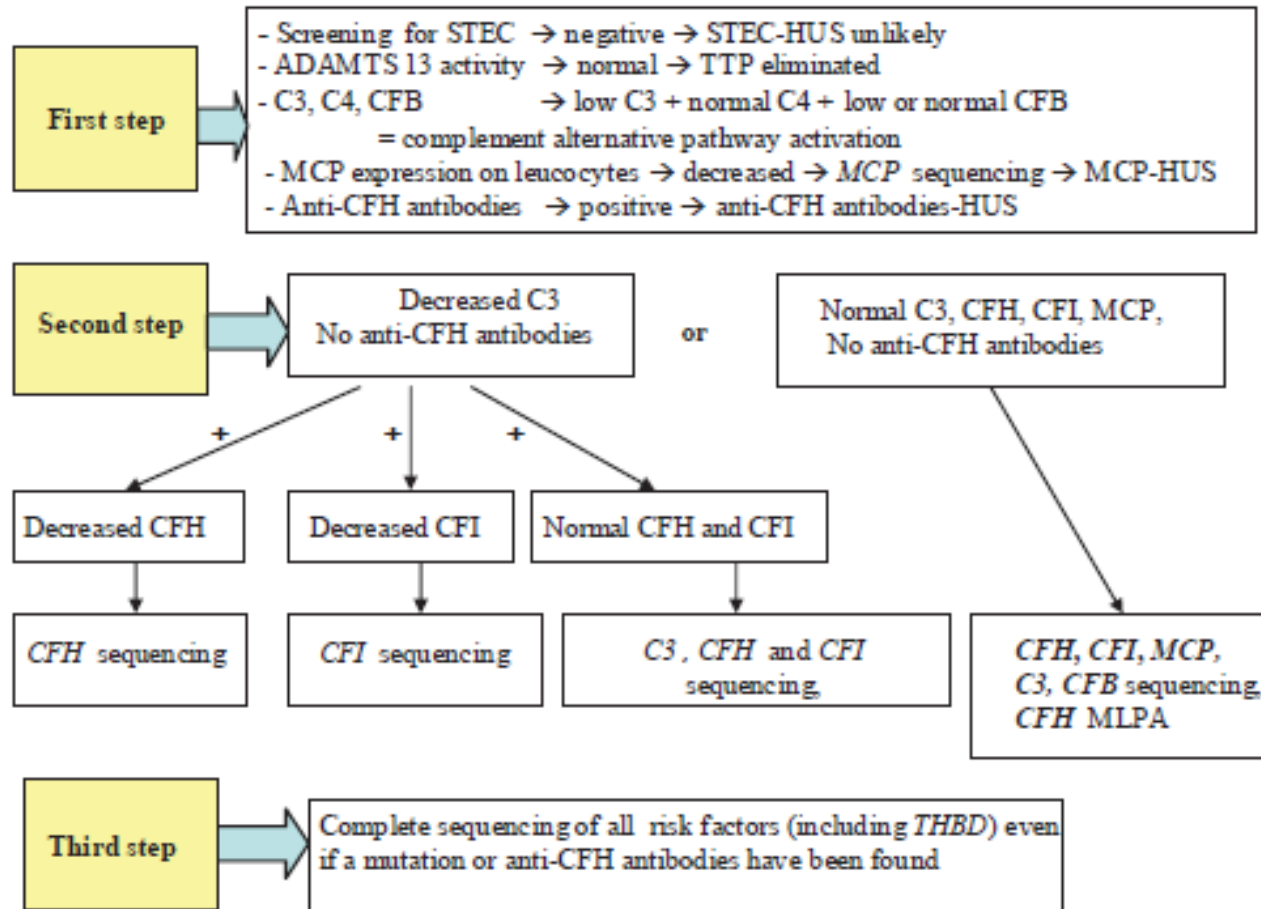 First step
- Screening for STEC → negative → STEC-HUS unlikely
- ADAMTS 13 activity → normal → TTP eliminated
- C3, C4, CFB → low C3 + normal C4 + low or normal CFB
= complement alternative pathway activation
- MCP expression on leucocytes → decreased → MCP sequencing → MCP-HUS
- Anti-CFH antibodies → positive → anti-CFH antibodies-HUS
Second step
Decreased C3
No anti-CFH antibodies
or
Normal C3, CFH, CFI, MCP,
No anti-CFH antibodies
+ + +
Decreased CFH
Decreased CFI
Normal CFH and CFI
CFH sequencing
CFI sequencing
C3 , CFH and CFI
sequencing,
CFH, CFI, MCP,
C3, CFB sequencing,
CFH MLPA
Third step
Complete sequencing of all risk factors (including THBD) even
if a mutation or anti-CFH antibodies have been found